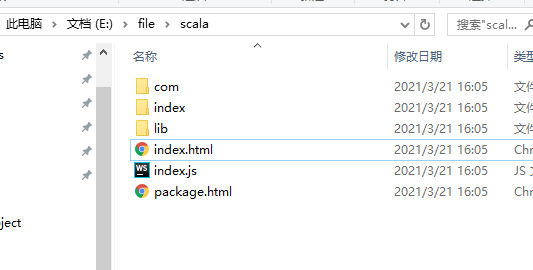 此电脑 > 文档 (E:) > file > scala
搜索"scal...
名称 修改日期 类型
s
com 2021/3/21 16:05 文件
index 2021/3/21 16:05 文件
lib 2021/3/21 16:05 文件
index.html 2021/3/21 16:05 Chr
index.js 2021/3/21 16:05 JS 文
package.html 2021/3/21 16:05 Chr
oject